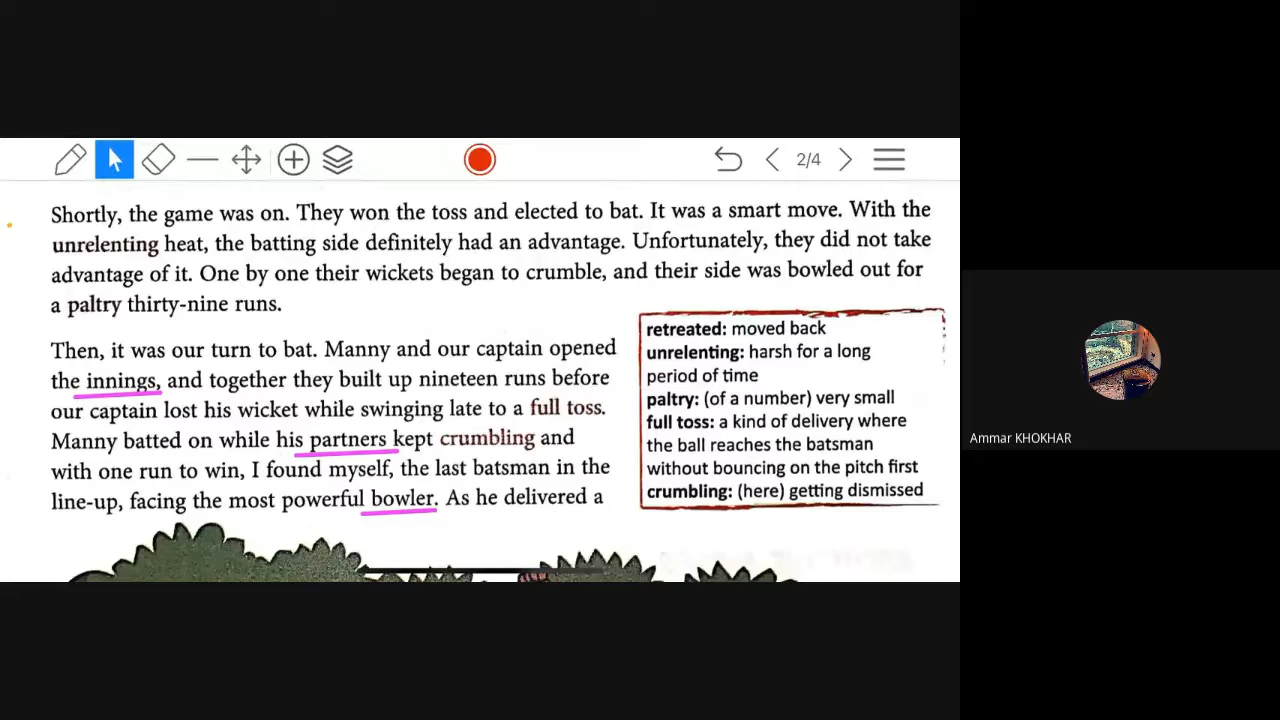 2/4
Shortly, the game was on. They won the toss and elected to bat. It was a smart move. With the
unrelenting heat, the batting side definitely had an advantage. Unfortunately, they did not take
advantage of it. One by one their wickets began to crumble, and their side was bowled out for
a paltry thirty-nine runs.
Then, it was our turn to bat. Manny and our captain opened
the innings, and together they built up nineteen runs before
our captain lost his wicket while swinging late to a full toss.
Manny batted on while his partners kept crumbling and
with one run to win, I found myself, the last batsman in the
line-up, facing the most powerful bowler. As he delivered a
retreated: moved back
unrelenting: harsh for a long
period of time
paltry: (of a number) very small
full toss: a kind of delivery where
the ball reaches the batsman
without bouncing on the pitch first
crumbling: (here) getting dismissed
Ammar KHOKHAR